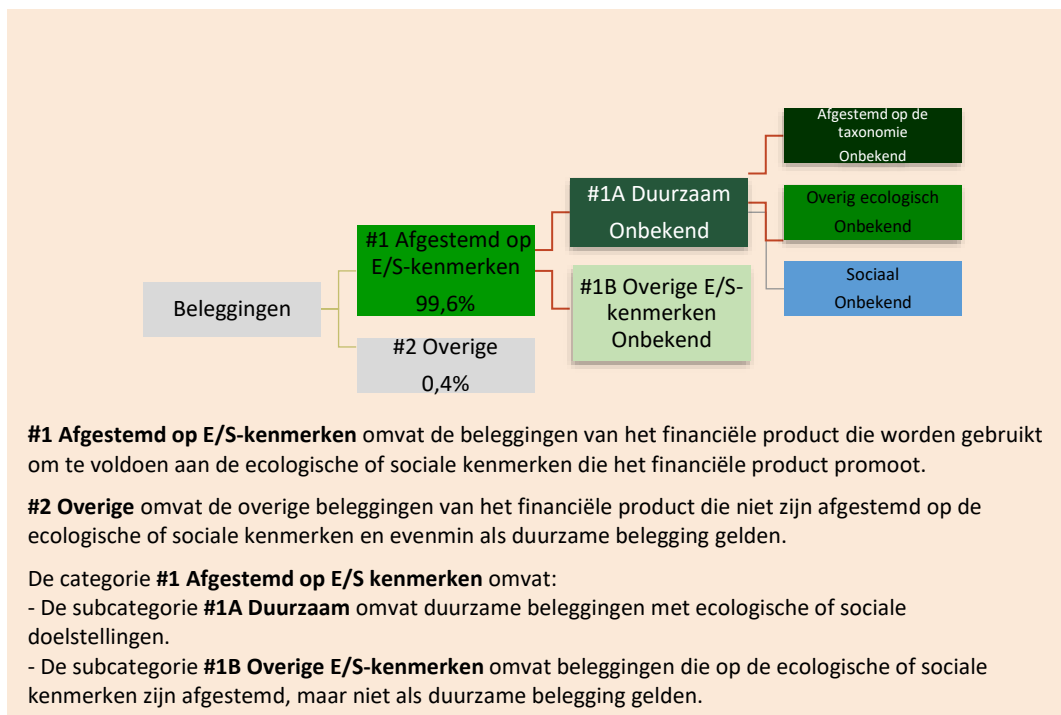 Beleggingen
#1 Afgestemd op
E/S-kenmerken
99,6%
#2 Overige
0,4%
#1A Duurzaam
Onbekend
#1B Overige E/S-
kenmerken
Onbekend
Afgestemd op de
taxonomie
Onbekend
Overig ecologisch
Onbekend
Sociaal
Onbekend
#1 Afgestemd op E/S-kenmerken omvat de beleggingen van het financiële product die worden gebruikt
om te voldoen aan de ecologische of sociale kenmerken die het financiële product promoot.
#2 Overige omvat de overige beleggingen van het financiële product die niet zijn afgestemd op de
ecologische of sociale kenmerken en evenmin als duurzame belegging gelden.
De categorie #1 Afgestemd op E/S kenmerken omvat:
- De subcategorie #1A Duurzaam omvat duurzame beleggingen met ecologische of sociale
doelstellingen.
- De subcategorie #1B Overige E/S-kenmerken omvat beleggingen die op de ecologische of sociale
kenmerken zijn afgestemd, maar niet als duurzame belegging gelden.